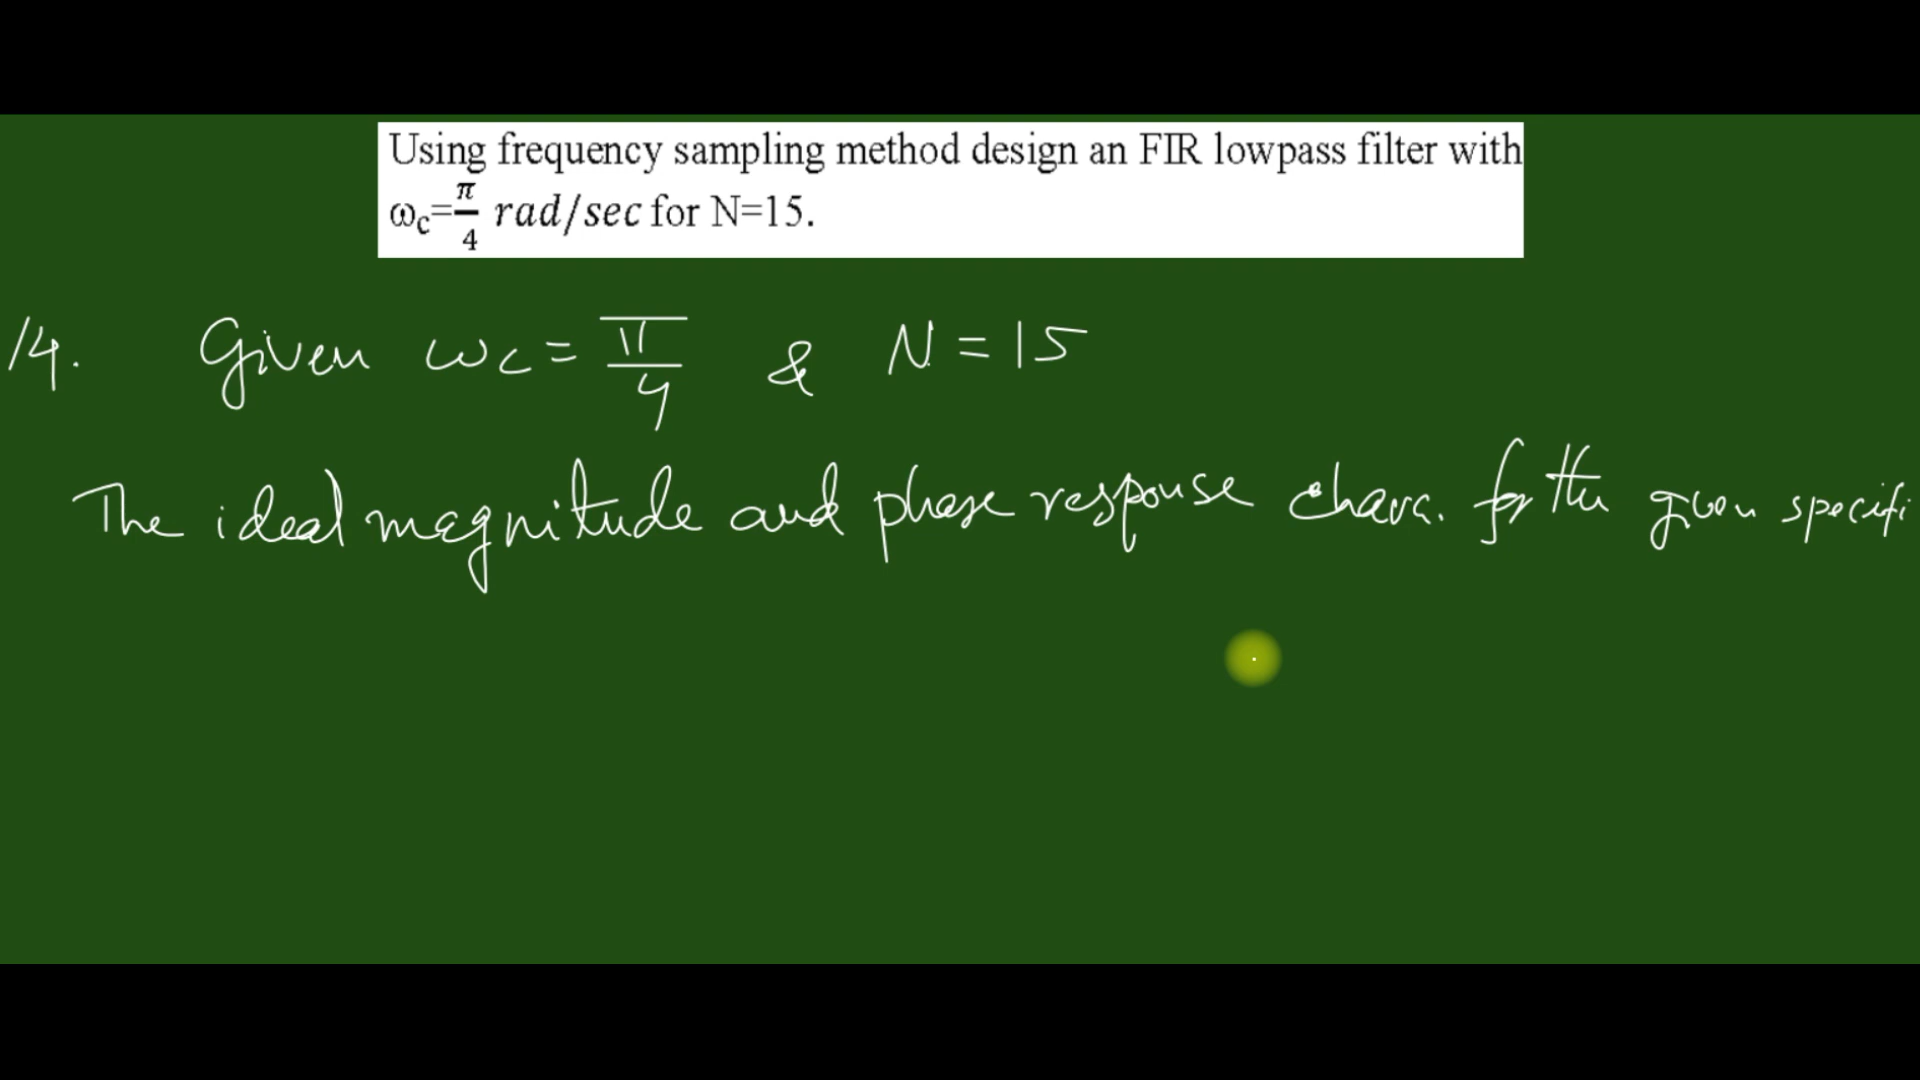 Using frequency sampling method design an FIR lowpass filter with
ωc=π/4 rad/sec for N=15.
14. Given ωc = π/4 & N = 15
The ideal magnitude and phase response charc. for the given specifi